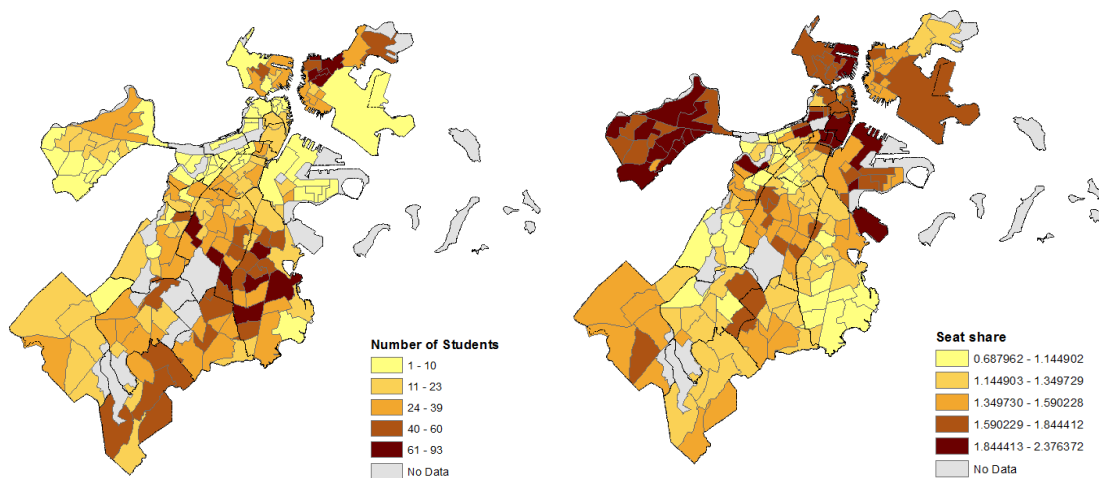 Number of Students
1 - 10
11 - 23
24 - 39
40 - 60
61 - 93
No Data
Seat share
0.687962 - 1.144902
1.144903 - 1.349729
1.349730 - 1.590228
1.590229 - 1.844412
1.844413 - 2.376372
No Data